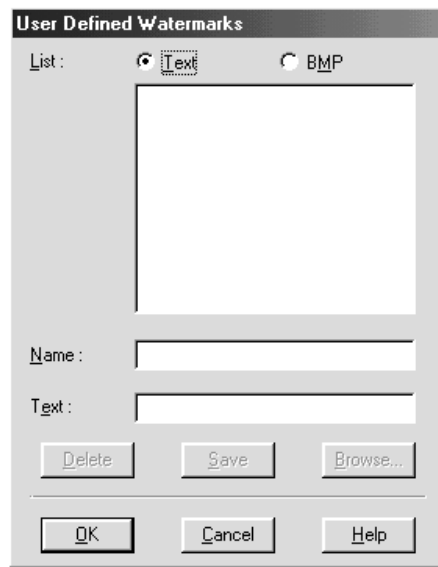 User Defined Watermarks
List : Text BMP
Name :
Text :
Delete Save Browse...
OK Cancel Help